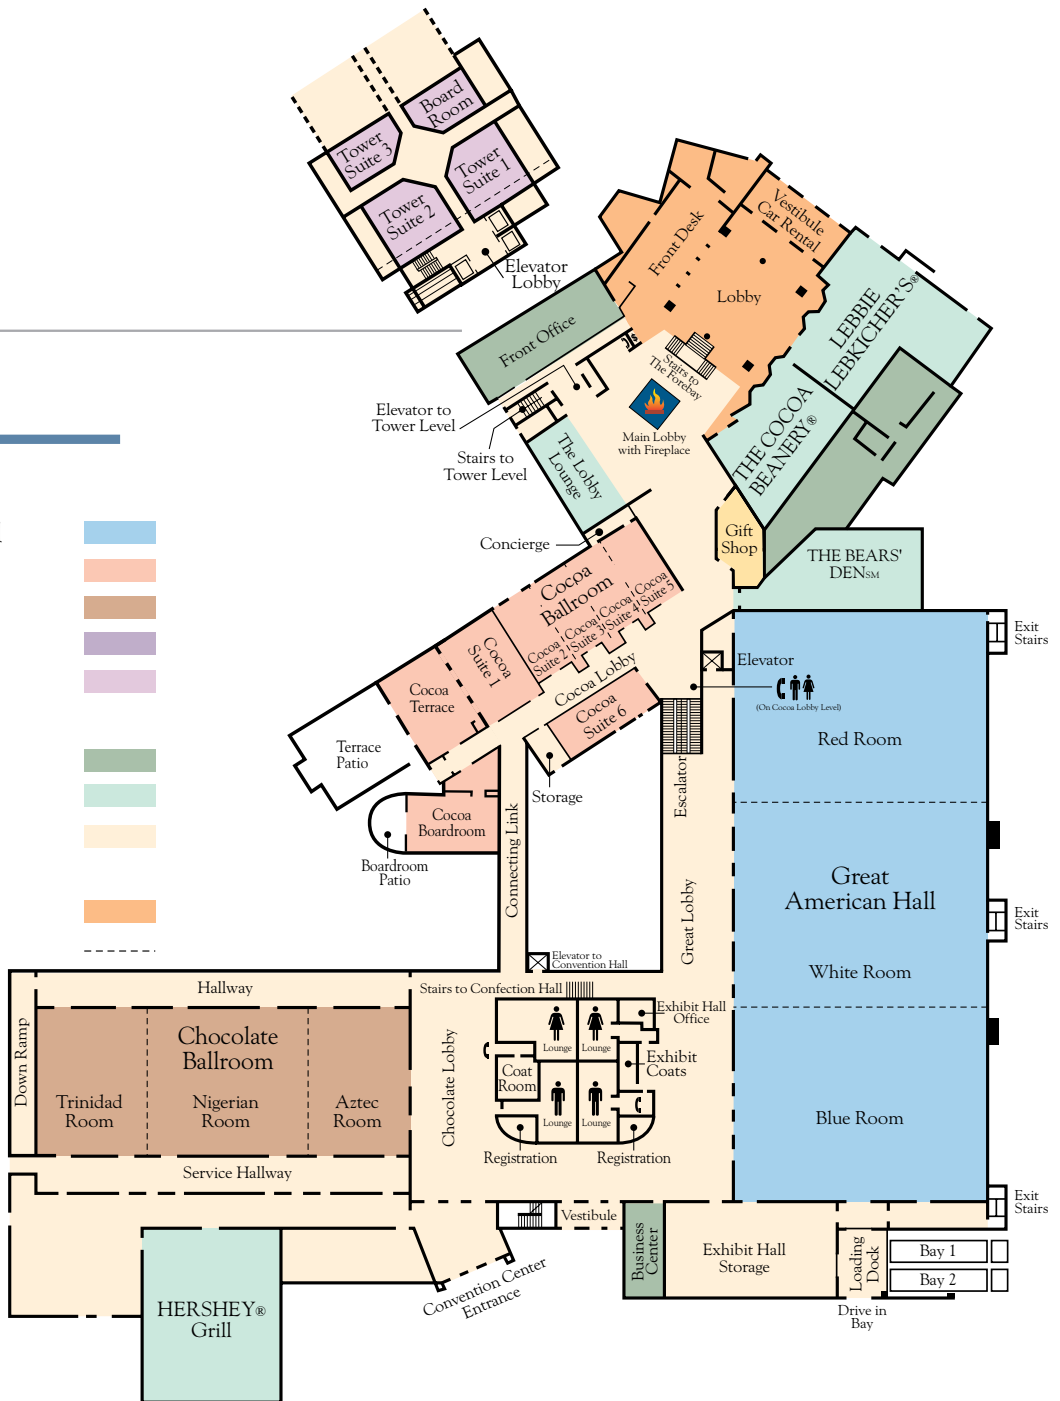 Board
Room
Tower
Suite 3
Tower
Suite 1
Tower
Suite 2
Elevator
Lobby
Vestibule
Car Rental
Front Desk
Lobby
LEBBIE
LEBKICHER'S®
Front Office
Stairs to
The Forebay
Elevator to
Tower Level
Main Lobby
with Fireplace
THE COCOA
BEANERY®
Stairs to
Tower Level
The Lobby
Lounge
Concierge
Gift
Shop
THE BEARS'
DENSM
Cocoa
Ballroom
Cocoa
Suite 1
Cocoa
Suite 2
Cocoa
Suite 3
Cocoa
Suite 4
Cocoa
Suite 5
Exit
Stairs
Elevator
Cocoa Lobby
Cocoa
Terrace
Cocoa
Suite 6
(On Cocoa Lobby Level)
Terrace
Patio
Red Room
Storage
Escalator
Cocoa
Boardroom
Boardroom
Patio
Connecting Link
Great Lobby
Great
American Hall
Exit
Stairs
White Room
Elevator to
Convention Hall
Hallway
Stairs to Confection Hall
Exhibit Hall
Office
Down Ramp
Chocolate
Ballroom
Chocolate Lobby
Lounge
Lounge
Exhibit
Coats
Coat
Room
Trinidad
Room
Nigerian
Room
Aztec
Room
Lounge
Lounge
Blue Room
Registration
Registration
Service Hallway
Exit
Stairs
Vestibule
Business
Center
Exhibit Hall
Storage
Loading
Dock
Bay 1
Bay 2
Convention Center
Entrance
HERSHEY®
Grill
Drive in
Bay